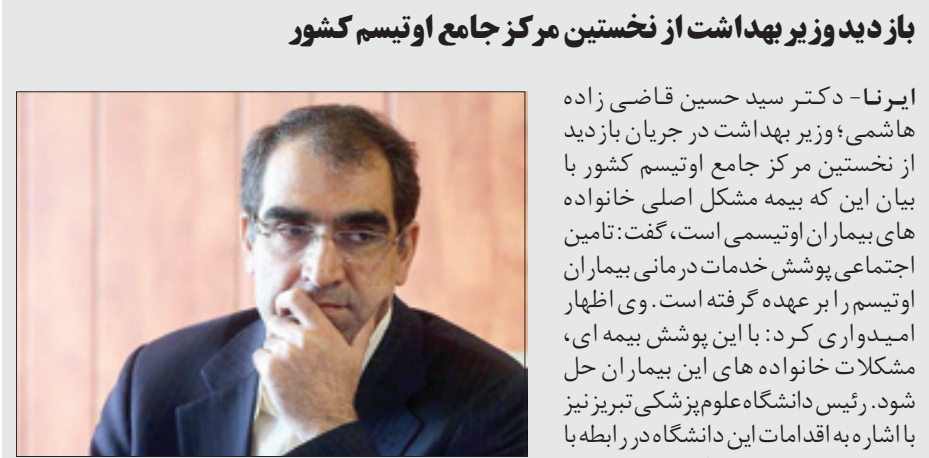 بازدید وزیر بهداشت از نخستین مرکز جامع اوتیسم کشور
ایرنا- دکتر سید حسین قاضی زاده
هاشمی؛ وزیر بهداشت در جریان بازدید
از نخستین مرکز جامع اوتیسم کشور با
بیان این که بیمه مشکل اصلی خانواده
های بیماران اوتیسمی است، گفت: تامین
اجتماعی پوشش خدمات درمانی بیماران
اوتیسم را بر عهده گرفته است. وی اظهار
امیدواری کرد: با این پوشش بیمه ای،
مشکلات خانواده های این بیماران حل
شود. رئیس دانشگاه علوم پزشکی تبریز نیز
با اشاره به اقدامات این دانشگاه در رابطه با